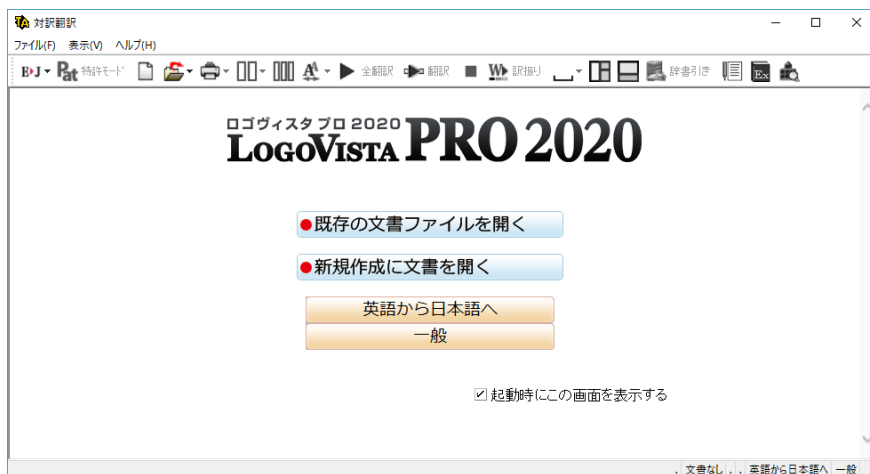 対訳翻訳
ファイル(F) 表示(V) ヘルプ(H)
E›J Pat 特許モード 全翻訳 翻訳 W 訳振り 辞書引き Ex
ロゴヴィスタ プロ 2020
LOGOVISTA PRO 2020
●既存の文書ファイルを開く
●新規作成に文書を開く
英語から日本語へ
一般
起動時にこの画面を表示する
. 文書なし . . 英語から日本語へ 一般